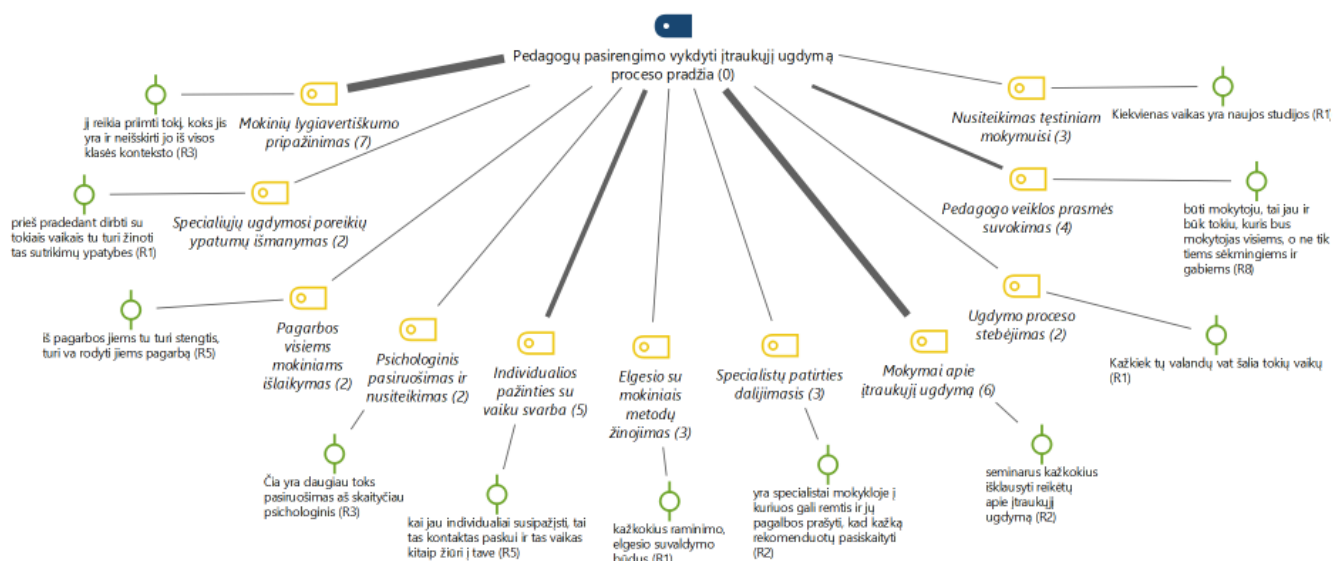 Pedagogų pasirengimo vykdyti įtraukųjį ugdymą
proceso pradžia (0)
jį reikia priimti tokį, koks jis
yra ir neišskirti jo iš visos
klasės konteksto (R3)
Mokinių lygiavertiškumo
pripažinimas (7)
Nusiteikimas tęstiniam
mokymuisi (3)
Kiekvienas vaikas yra naujos studijos (R1)
prieš pradedant dirbti su
tokiais vaikais tu turi žinoti
tas sutrikimų ypatybes (R1)
Specialiųjų ugdymosi poreikių
ypatumų išmanymas (2)
Pedagogo veiklos prasmės
suvokimas (4)
būti mokytoju, tai jau ir
būk tokiu, kuris bus
mokytojas visiems, o ne tik
tiems sėkmingiems ir
gabiems (R8)
iš pagarbos jiems tu turi stengtis,
turi va rodyti jiems pagarbą (R5)
Pagarbos
visiems
mokiniams
išlaikymas (2)
Psichologinis
pasiruošimas ir
nusiteikimas (2)
Individualios
pažinties su
vaiku svarba (5)
Elgesio su
mokiniais
metodų
žinojimas (3)
Specialistų patirties
dalijimasis (3)
Mokymai apie
įtraukųjį ugdymą (6)
Ugdymo proceso
stebėjimas (2)
Kažkiek tų valandų vat šalia tokių vaikų
(R1)
Čia yra daugiau toks
pasiruošimas aš skaityčiau
psichologinis (R3)
kai jau individualiai susipažįsti, tai
tas kontaktas paskui ir tas vaikas
kitaip žiūri į tave (R5)
kažkokius raminimo,
elgesio suvaldymo
būdus (R1)
yra specialistai mokykloje į
kuriuos gali remtis ir jų
pagalbos prašyti, kad kažką
rekomenduotų pasiskaityti
(R2)
seminarus kažkokius
išklausyti reikėtų
apie įtraukųjį
ugdymą (R2)